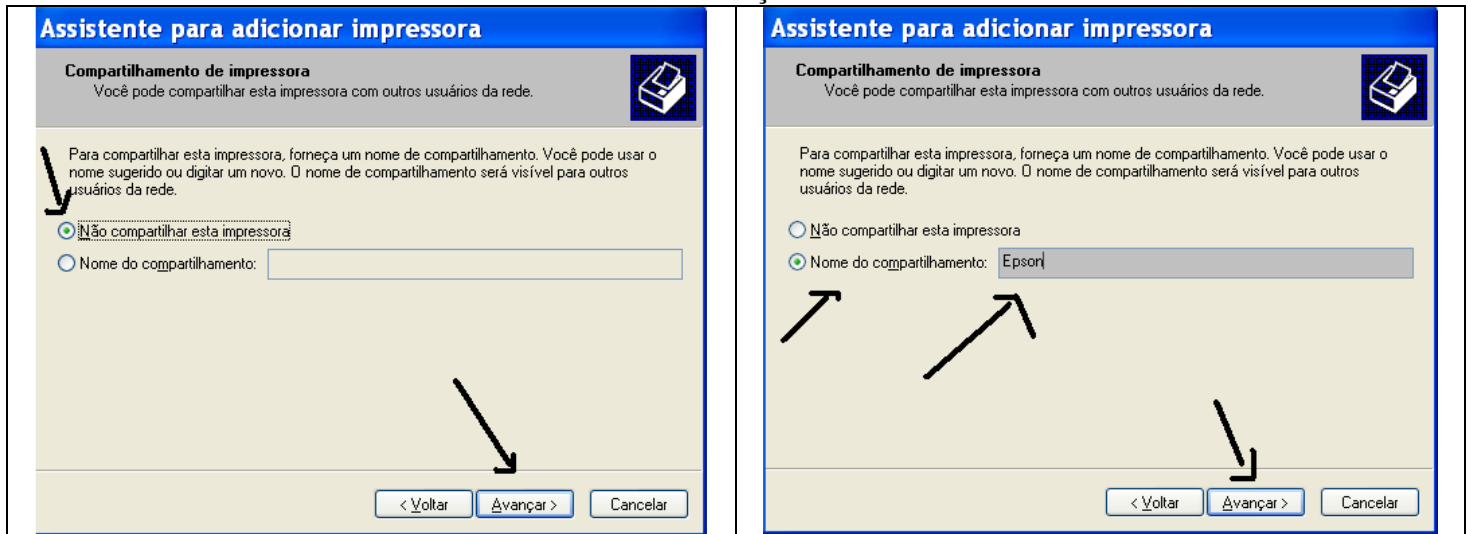 Assistente para adicionar impressora
Compartilhamento de impressora
Você pode compartilhar esta impressora com outros usuários da rede.
Para compartilhar esta impressora, forneça um nome de compartilhamento. Você pode usar o
nome sugerido ou digitar um novo. O nome de compartilhamento será visível para outros
usuários da rede.
Não compartilhar esta impressora
Nome do compartilhamento:
< Voltar
Avançar >
Cancelar
Assistente para adicionar impressora
Compartilhamento de impressora
Você pode compartilhar esta impressora com outros usuários da rede.
Para compartilhar esta impressora, forneça um nome de compartilhamento. Você pode usar o
nome sugerido ou digitar um novo. O nome de compartilhamento será visível para outros
usuários da rede.
Não compartilhar esta impressora
Nome do compartilhamento: Epson
< Voltar
Avançar >
Cancelar